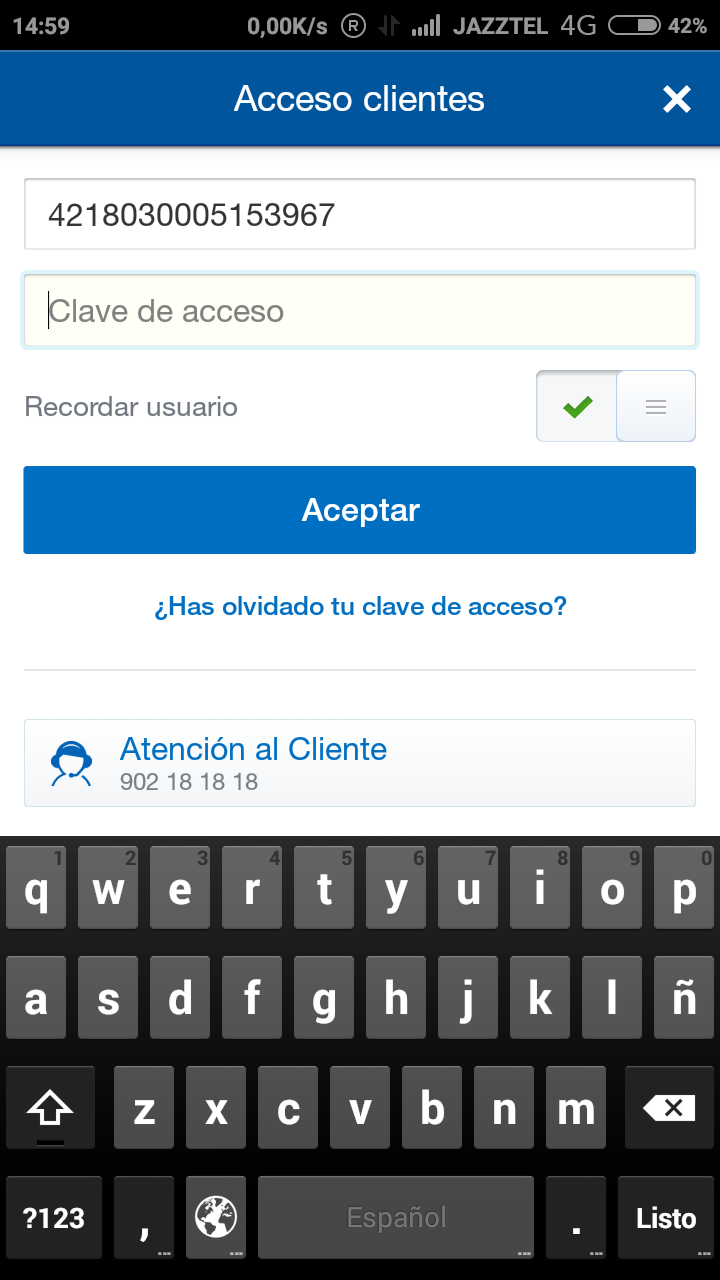 14:59 0,00K/s R JAZZTEL 4G 42%
Acceso clientes
4218030005153967
Clave de acceso
Recordar usuario
Aceptar
¿Has olvidado tu clave de acceso?
Atención al Cliente
902 18 18 18
1 2 3 4 5 6 7 8 9 0
q w e r t y u i o p
a s d f g h j k l ñ
z x c v b n m
?123 , Español . Listo